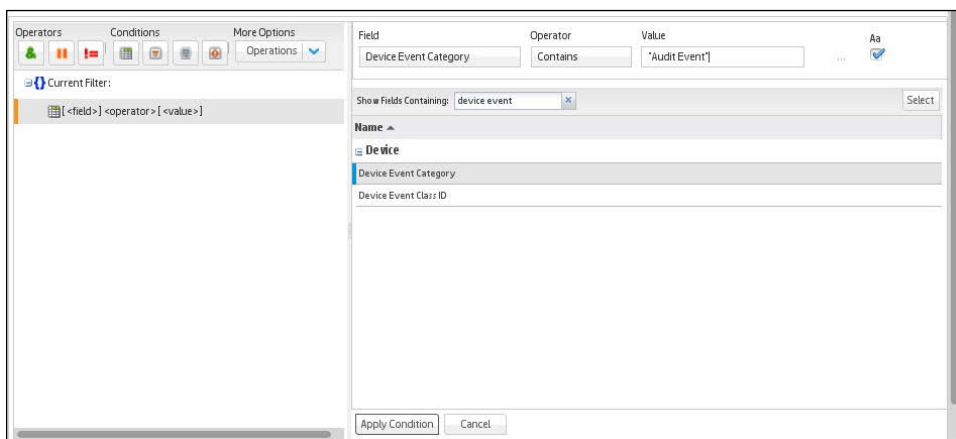 Operators Conditions More Options
& !=
Operations
Current Filter:
[<field>] <operator> [<value>]
Field Operator Value Aa
Device Event Category Contains "Audit Event" ...
Show Fields Containing: device event × Select
Name
Device
Device Event Category
Device Event Class ID
Apply Condition Cancel